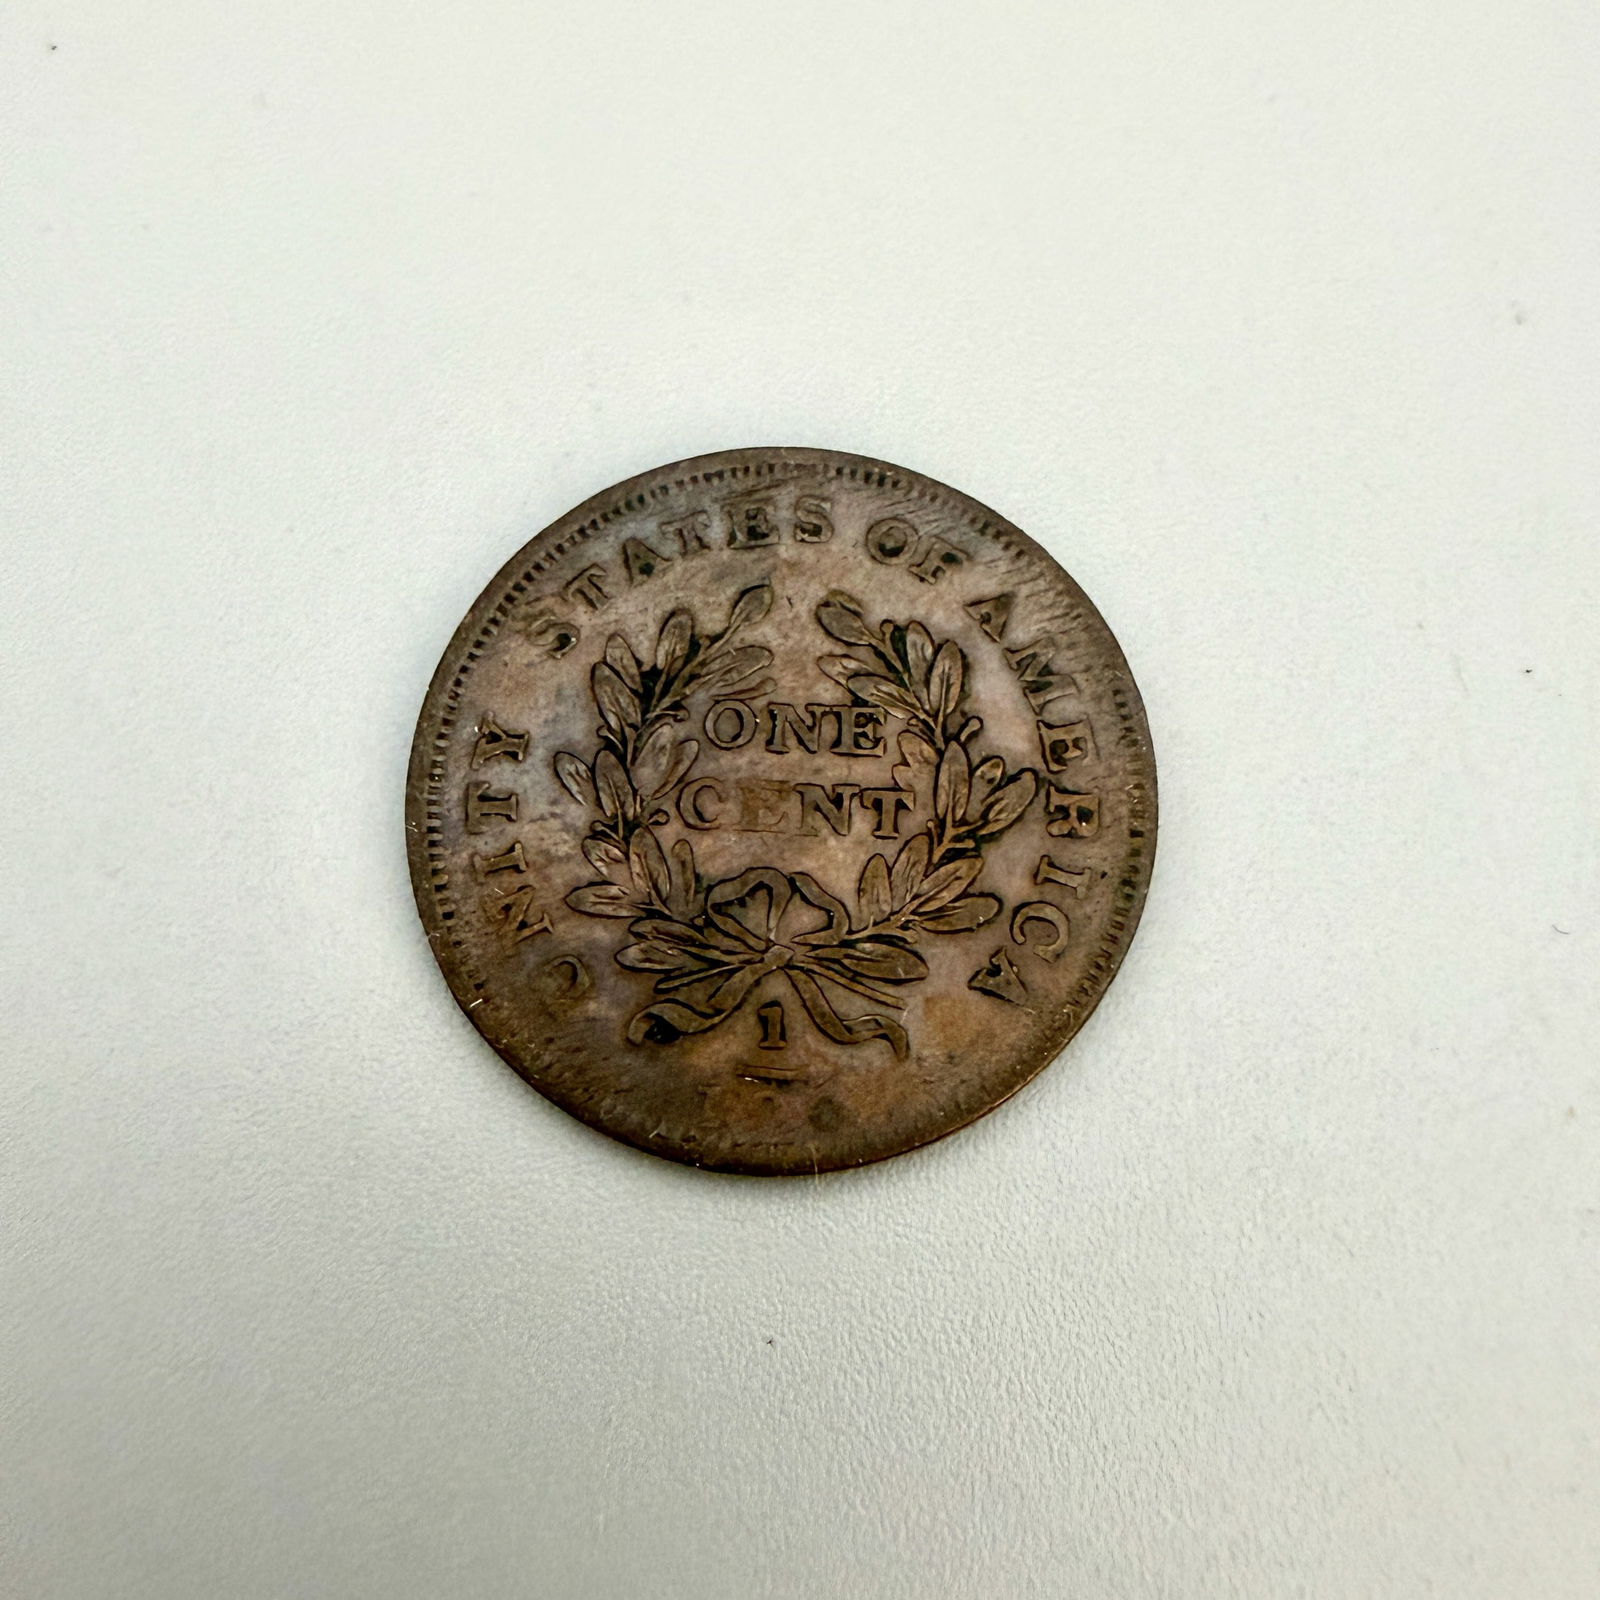 UNITY STATES OF AMERICA
ONE
CENT
1